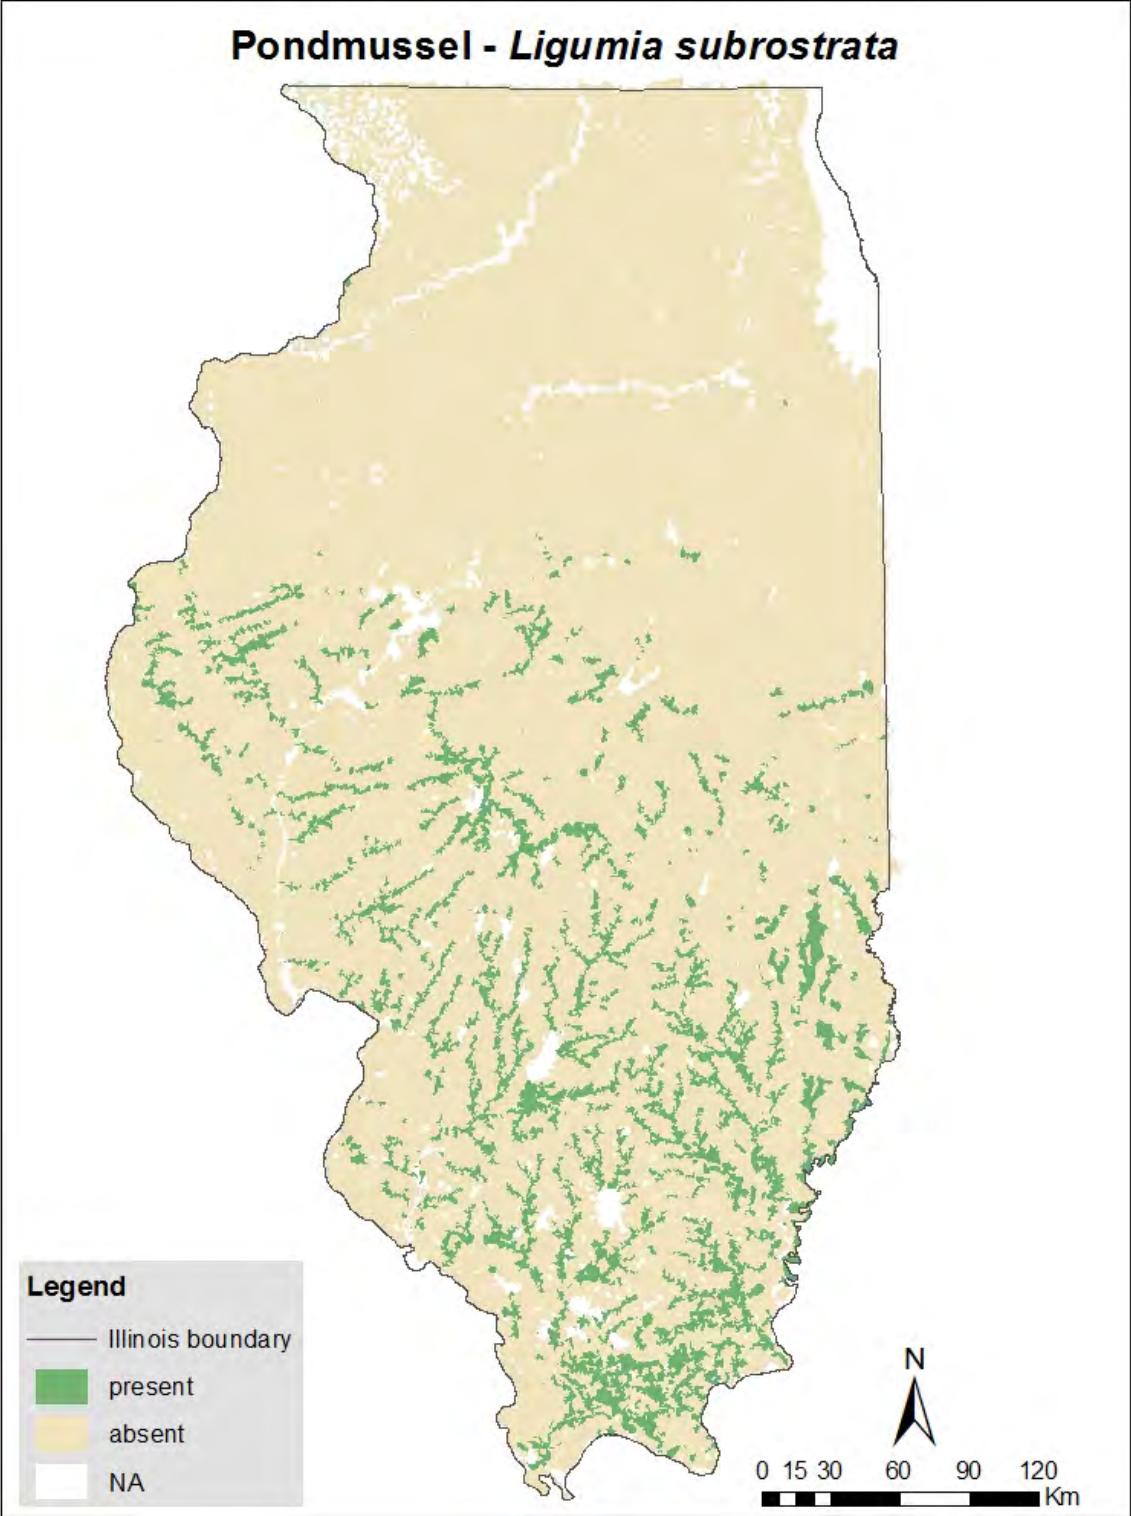 Pondmussel - Ligumia subrostrata
Legend
Illinois boundary
present
absent
NA
N
0 15 30 60 90 120
Km